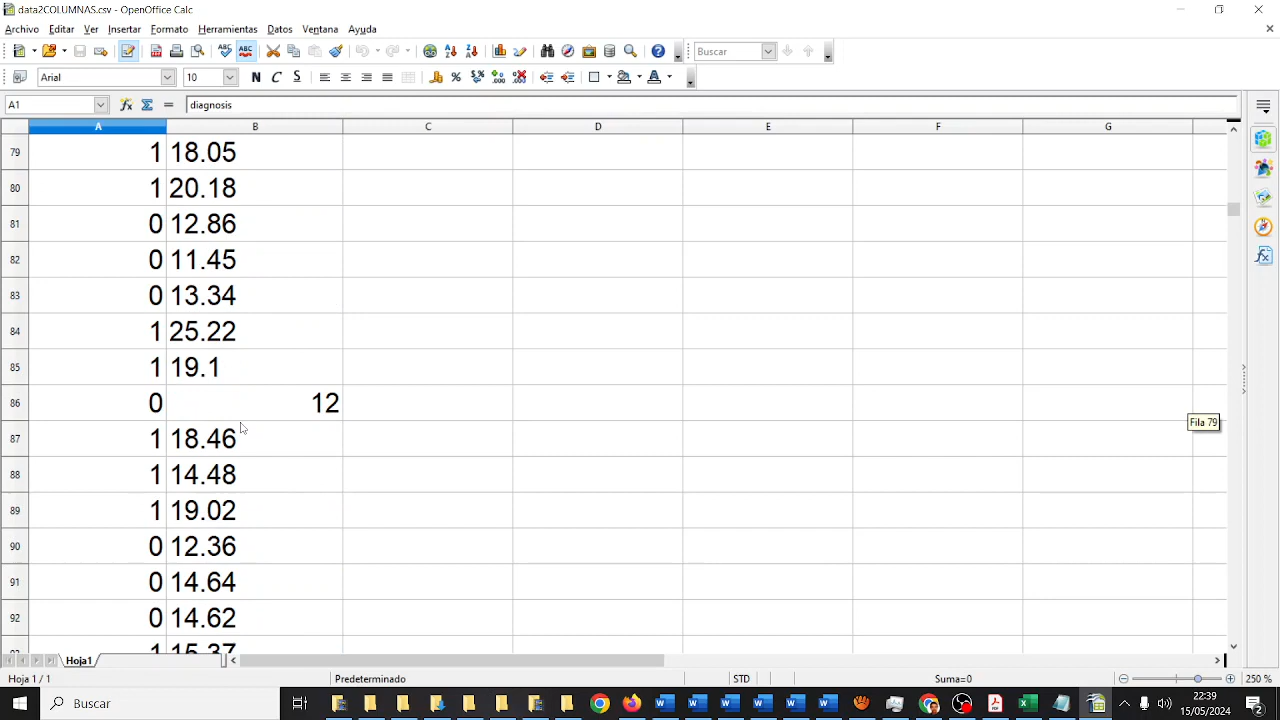 data2COLUMNAS.csv - OpenOffice Calc
Archivo Editar Ver Insertar Formato Herramientas Datos Ventana Ayuda
Buscar
Arial 10 N C S
A1 diagnosis
A B C D E F G
79 1 18.05
80 1 20.18
81 0 12.86
82 0 11.45
83 0 13.34
84 1 25.22
85 1 19.1
86 0 12
87 1 18.46
Fila 79
88 1 14.48
89 1 19.02
90 0 12.36
91 0 14.64
92 0 14.62
1 15.37
Hoja1
Hoja 1 / 1 Predeterminado STD Suma=0 250 %
Buscar
22:39
15/05/2024
2